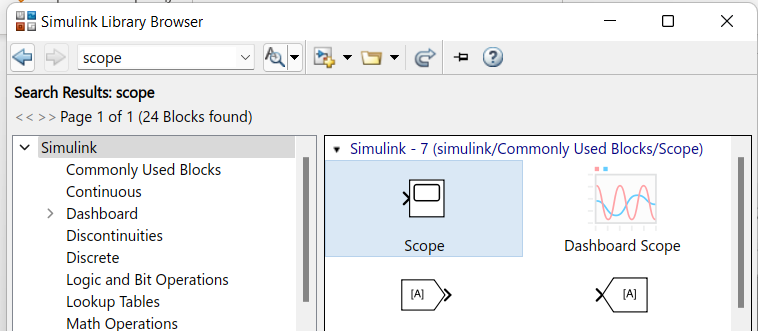 Simulink Library Browser
scope
Search Results: scope
<< >> Page 1 of 1 (24 Blocks found)
Simulink
Commonly Used Blocks
Continuous
Dashboard
Discontinuities
Discrete
Logic and Bit Operations
Lookup Tables
Math Operations
Simulink - 7 (simulink/Commonly Used Blocks/Scope)
Scope
Dashboard Scope
[A]
[A]